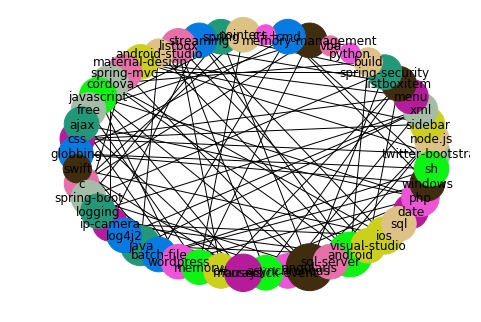 pointers
c++
cmd
spring
streaming
memory-management
vba
listbox
python
android-studio
build
material-design
spring-security
spring-mvc
listboxitem
cordova
menu
javascript
xml
free
sidebar
ajax
node.js
css
twitter-bootstra
globbing
sh
swift
windows
c
php
spring-boot
date
logging
sql
ip-camera
ios
log4j2
visual-studio
java
android
batch-file
sql-server
wordpress
memory